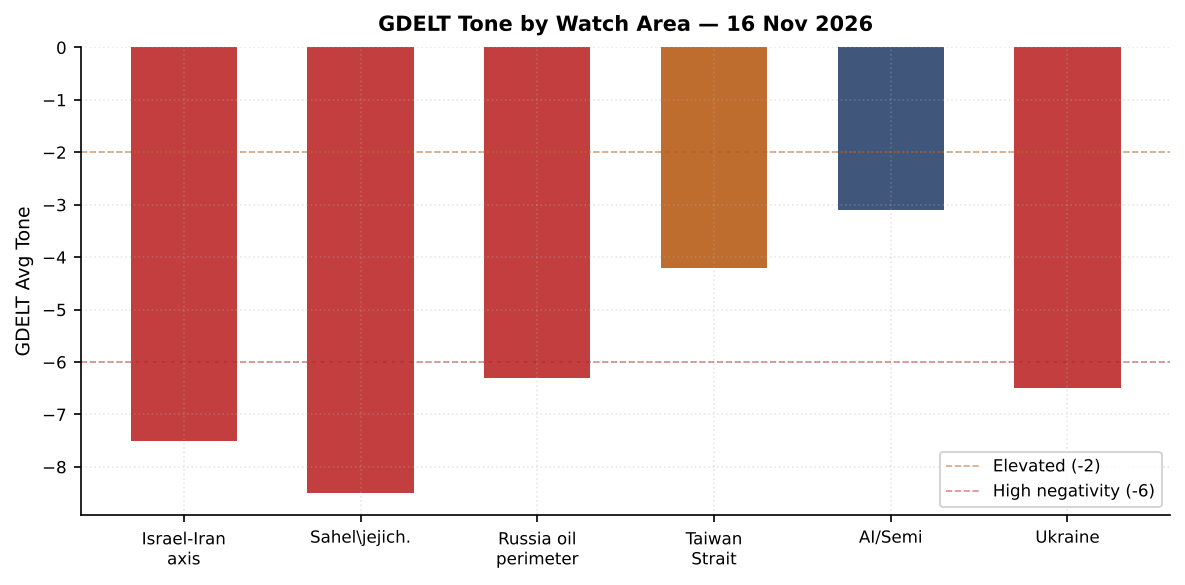 GDELT Tone by Watch Area — 16 Nov 2026
GDELT Avg Tone
0
−1
−2
−3
−4
−5
−6
−7
−8
Elevated (-2)
High negativity (-6)
Israel-Iran
axis
Sahel\jejich.
Russia oil
perimeter
Taiwan
Strait
AI/Semi
Ukraine